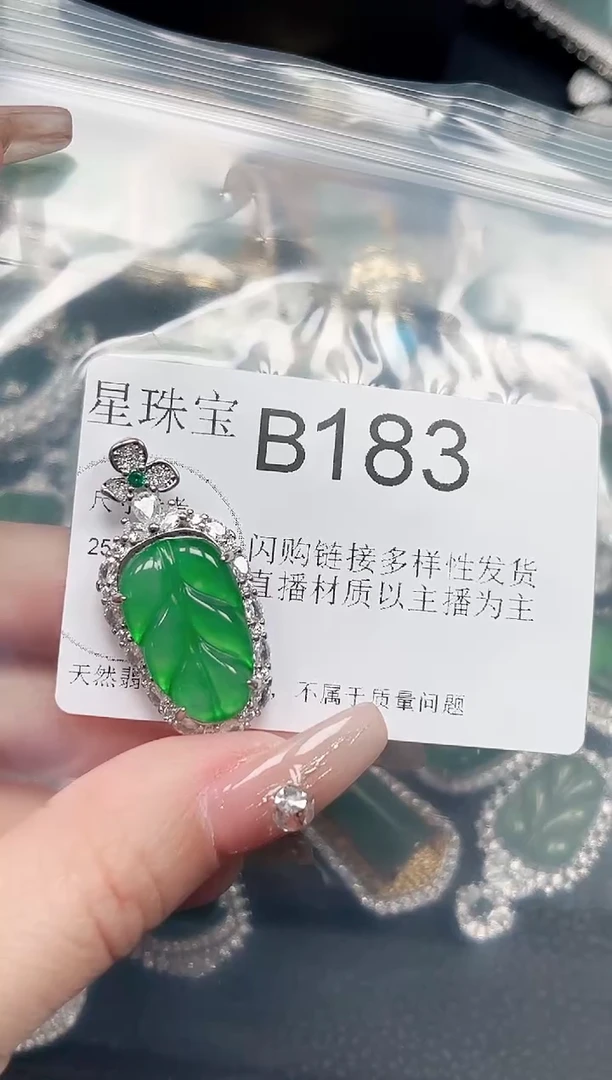 星珠宝 B183
尺寸
25
闪购链接多样性发货
直播材质以主播为主
天然翡 ，不属于质量问题